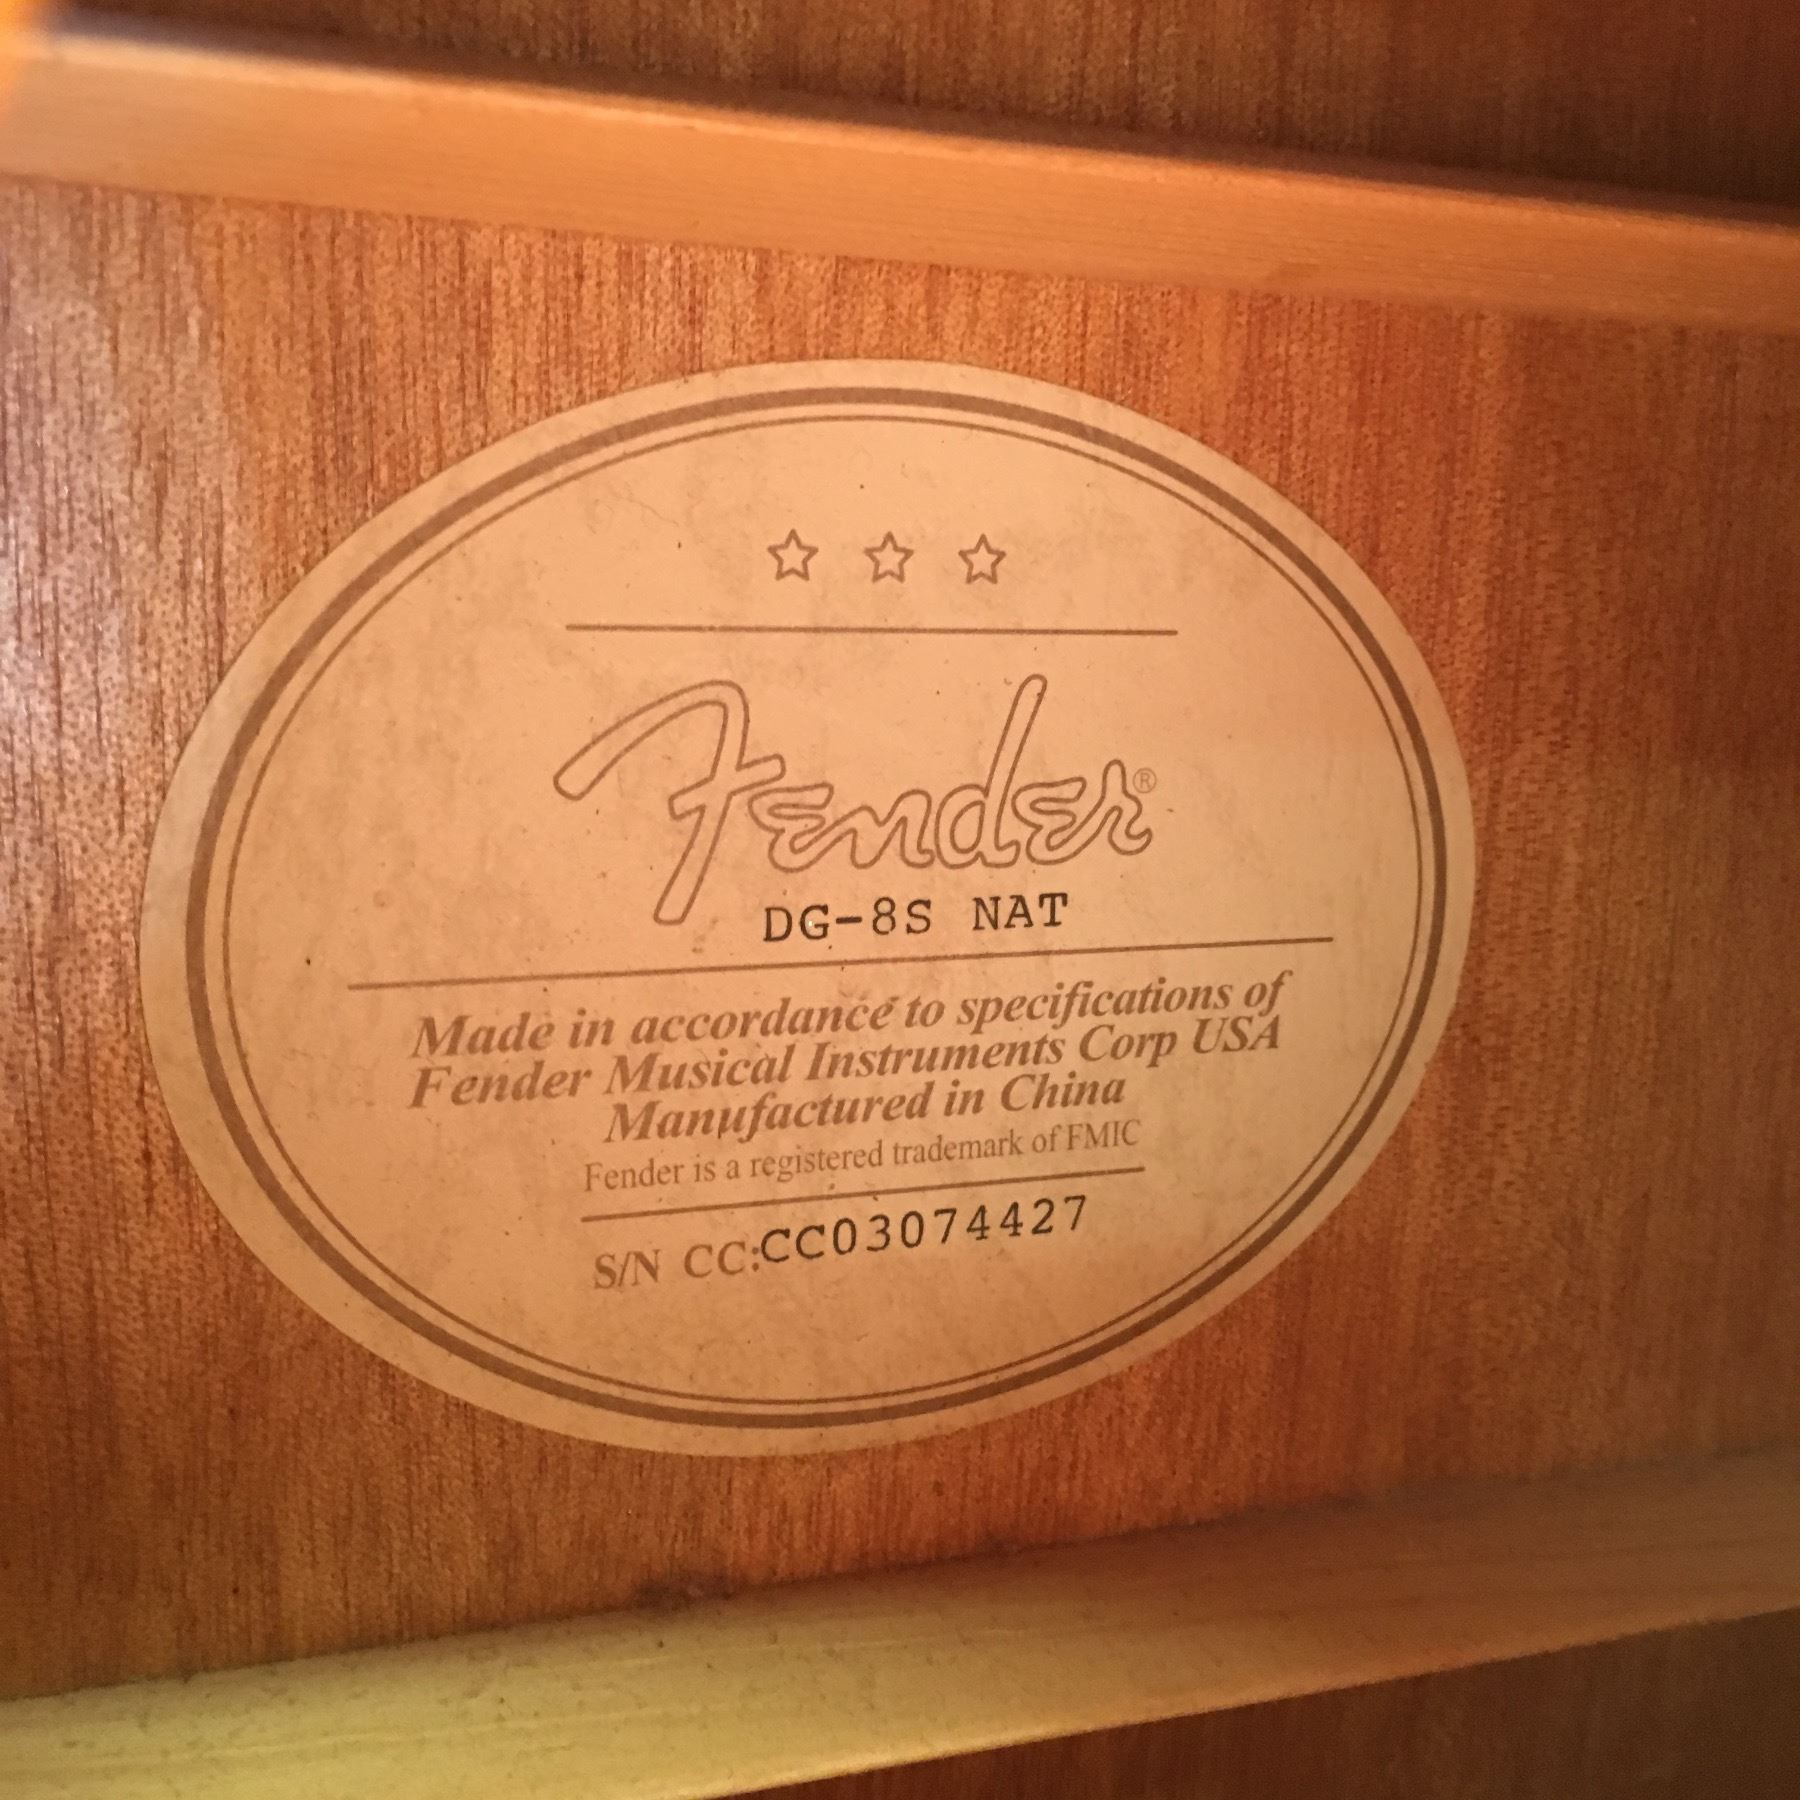 Fender®
DG-8S NAT
Made in accordance to specifications of
Fender Musical Instruments Corp USA
Manufactured in China
Fender is a registered trademark of FMIC
S/N CC:CC03074427